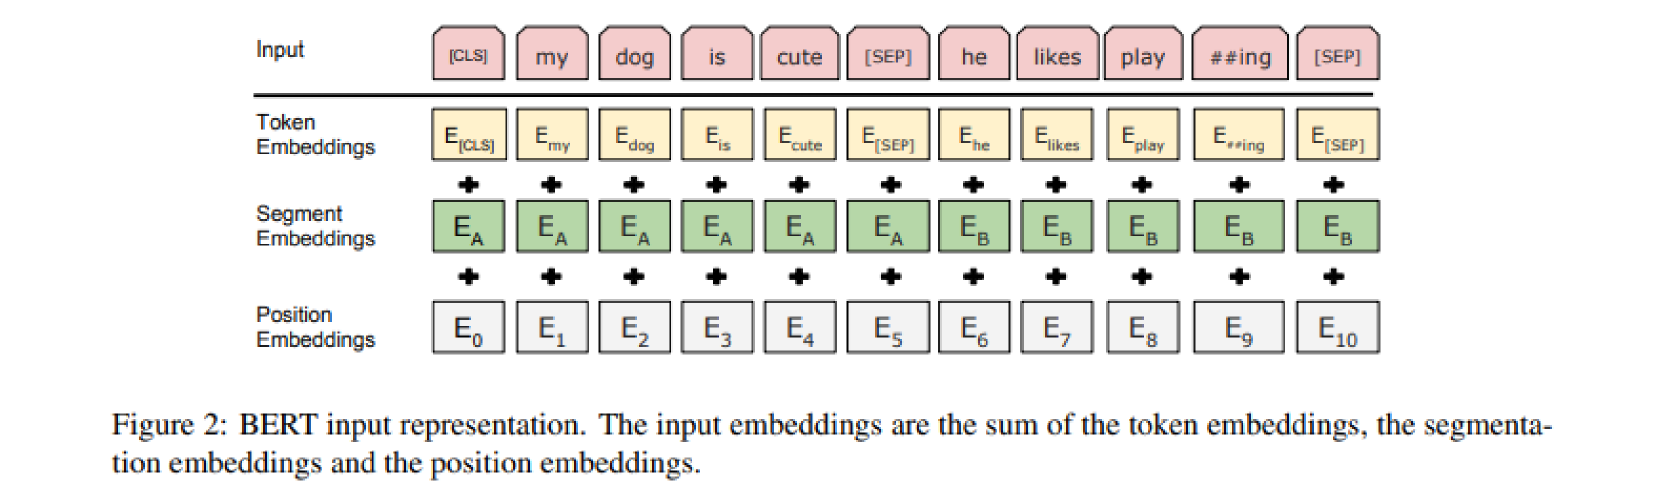 Input [CLS] my dog is cute [SEP] he likes play ##ing [SEP]
Token
Embeddings E[CLS] Emy Edog Eis Ecute E[SEP] Ehe Elikes Eplay E##ing E[SEP]
+ + + + + + + + + + +
Segment
Embeddings EA EA EA EA EA EA EB EB EB EB EB
+ + + + + + + + + + +
Position
Embeddings E0 E1 E2 E3 E4 E5 E6 E7 E8 E9 E10
Figure 2: BERT input representation. The input embeddings are the sum of the token embeddings, the segmenta-
tion embeddings and the position embeddings.